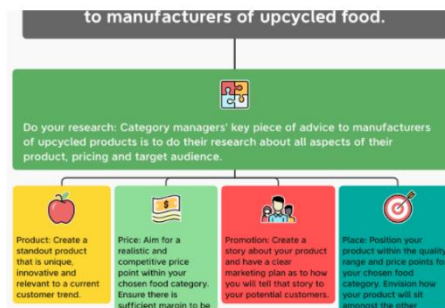 to manufacturers of upcycled food.
Do your research: Category managers' key piece of advice to manufacturers
of upcycled products is to do their research about all aspects of their
product, pricing and target audience.
Product: Create a
standout product
that is unique,
innovative and
relevant to a current
customer trend.
Price: Aim for a
realistic and
competitive price
point within your
chosen food category.
Ensure there is
sufficient margin to be
Promotion: Create a
story about your product
and have a clear
marketing plan as to how
you will tell that story to
your potential customers.
Place: Position your
product within the quality
range and price points for
your chosen food
category. Envision how
your product will sit
amongst the other